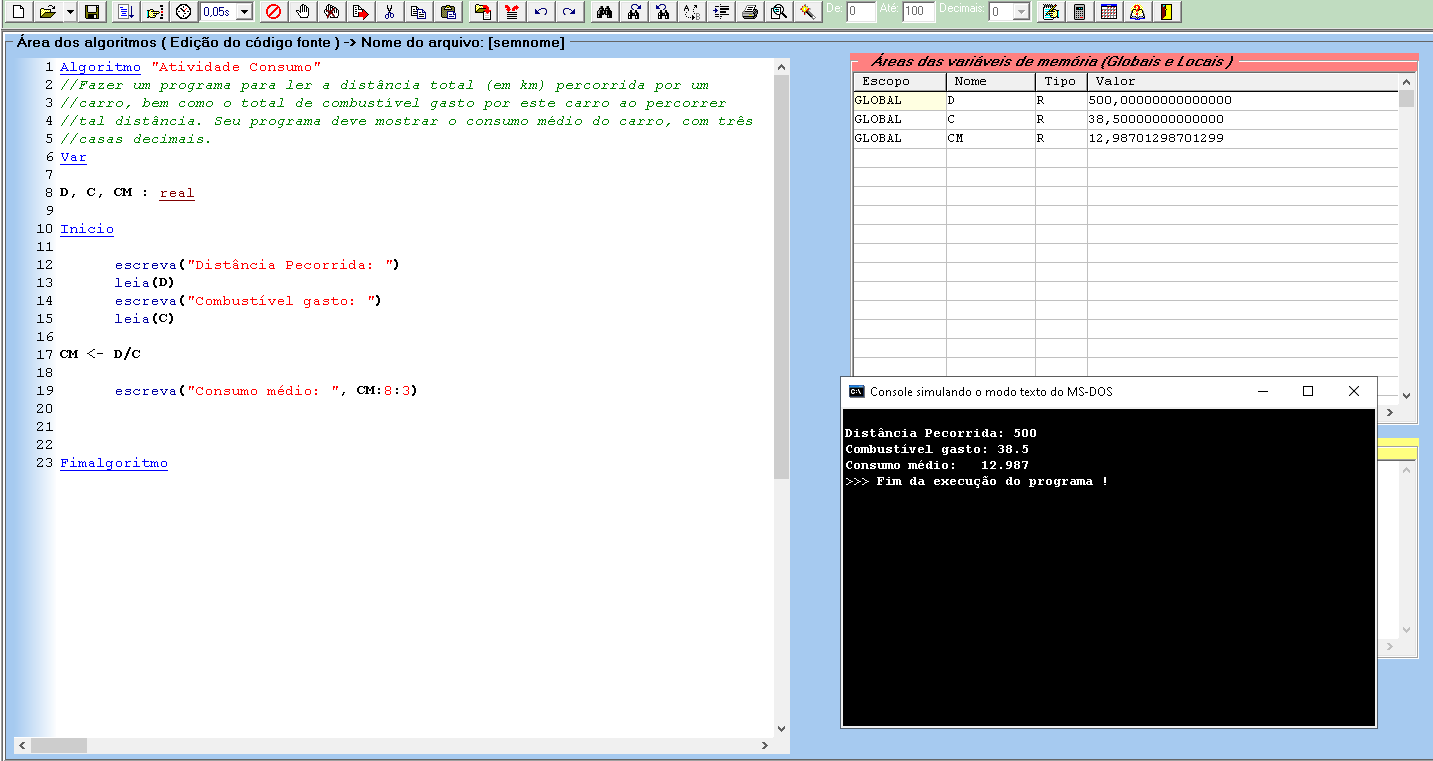 0,05s De: 0 Até: 100 Decimais: 0
Área dos algoritmos ( Edição do código fonte ) -> Nome do arquivo: [semnome]
1 Algoritmo "Atividade Consumo"
2 //Fazer um programa para ler a distância total (em km) percorrida por um
3 //carro, bem como o total de combustível gasto por este carro ao percorrer
4 //tal distância. Seu programa deve mostrar o consumo médio do carro, com três
5 //casas decimais.
6 Var
7
8 D, C, CM : real
9
10 Inicio
11
12 escreva("Distância Pecorrida: ")
13 leia(D)
14 escreva("Combustível gasto: ")
15 leia(C)
16
17 CM <- D/C
18
19 escreva("Consumo médio: ", CM:8:3)
20
21
22
23 Fimalgoritmo
Áreas das variáveis de memória (Globais e Locais )
Escopo Nome Tipo Valor
GLOBAL D R 500,00000000000000
GLOBAL C R 38,50000000000000
GLOBAL CM R 12,98701298701299
C:\ Console simulando o modo texto do MS-DOS
Distância Pecorrida: 500
Combustível gasto: 38.5
Consumo médio:   12.987
>>> Fim da execução do programa !